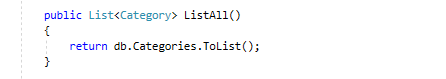 public List<Category> ListAll()
{
return db.Categories.ToList();
}